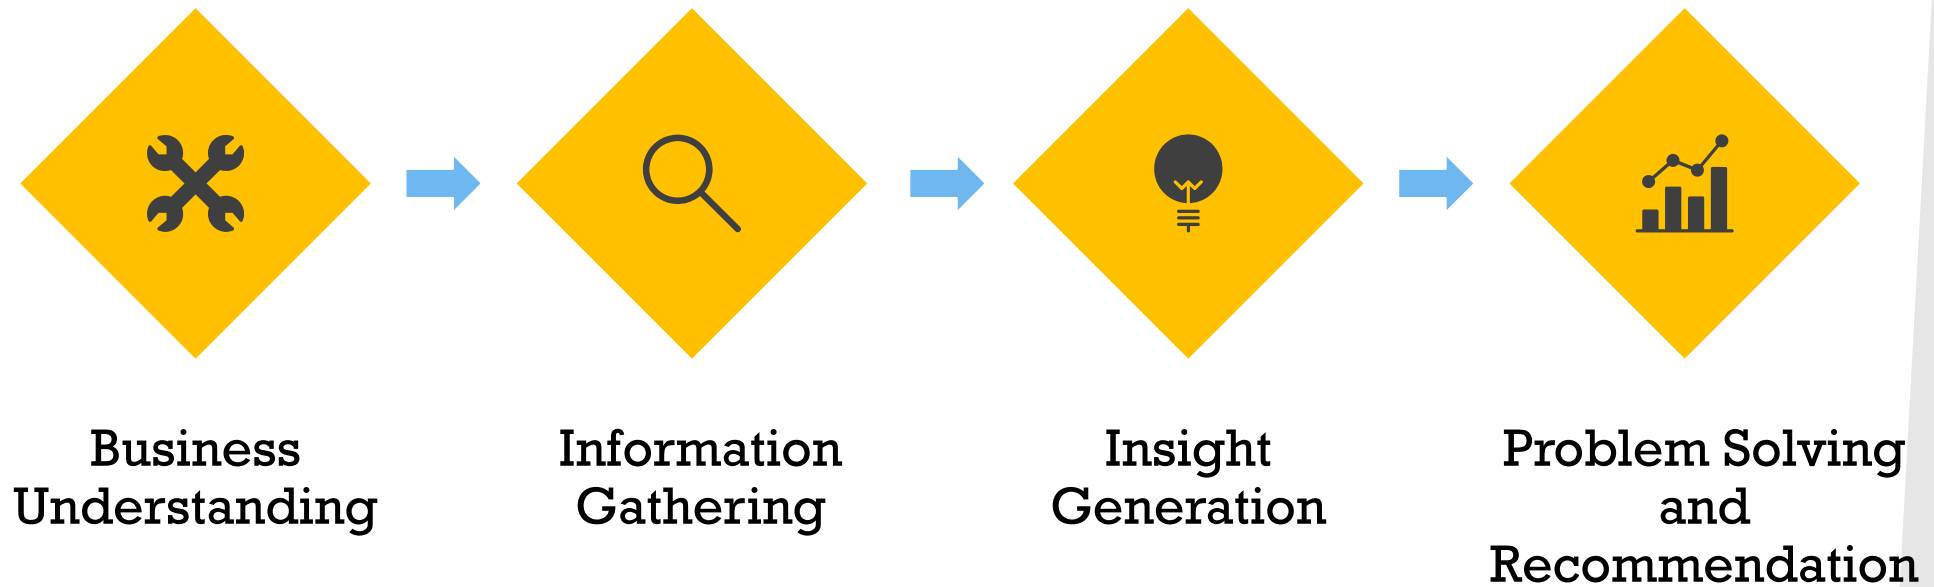 Business
Understanding
Information
Gathering
Insight
Generation
Problem Solving
and
Recommendation